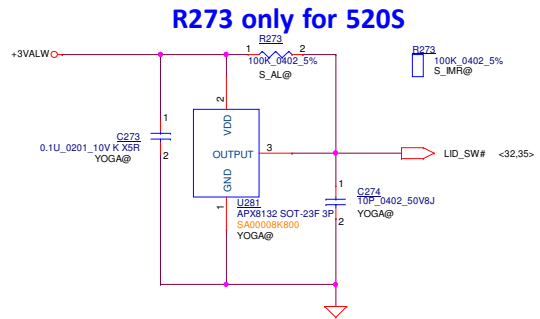 R273 only for 520S
R273
1
2
100K_0402_5%
S_AL@
R273
100K_0402_5%
S_IMR@
+3VALW
2
VDD
C273
1
0.1U_0201_10V K X5R
2
YOGA@
OUTPUT
3
LID_SW#
<32,35>
GND
1
U281
APX8132 SOT-23F 3P
SA00008K800
YOGA@
1
C274
10P_0402_50V8J
YOGA@
2